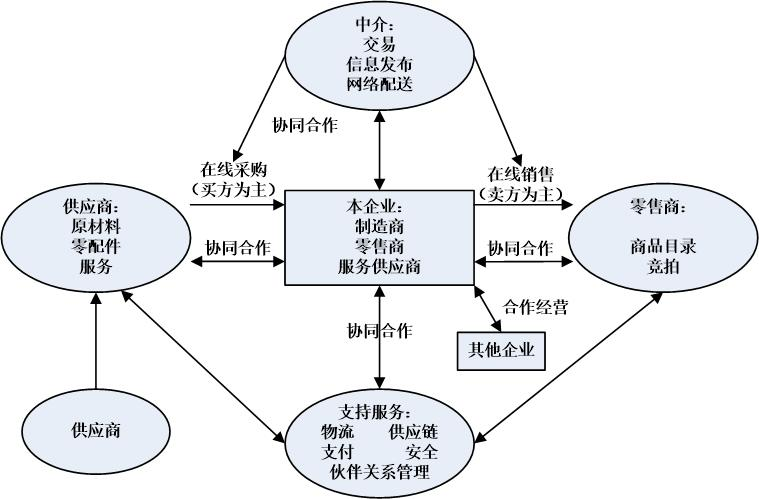 中介：
交易
信息发布
网络配送
协同合作
在线采购
（买方为主）
在线销售
（卖方为主）
供应商：
原材料
零配件
服务
协同合作
本企业：
制造商
零售商
服务供应商
协同合作
零售商：
商品目录
竞拍
合作经营
协同合作
其他企业
供应商
支持服务：
物流 供应链
支付 安全
伙伴关系管理